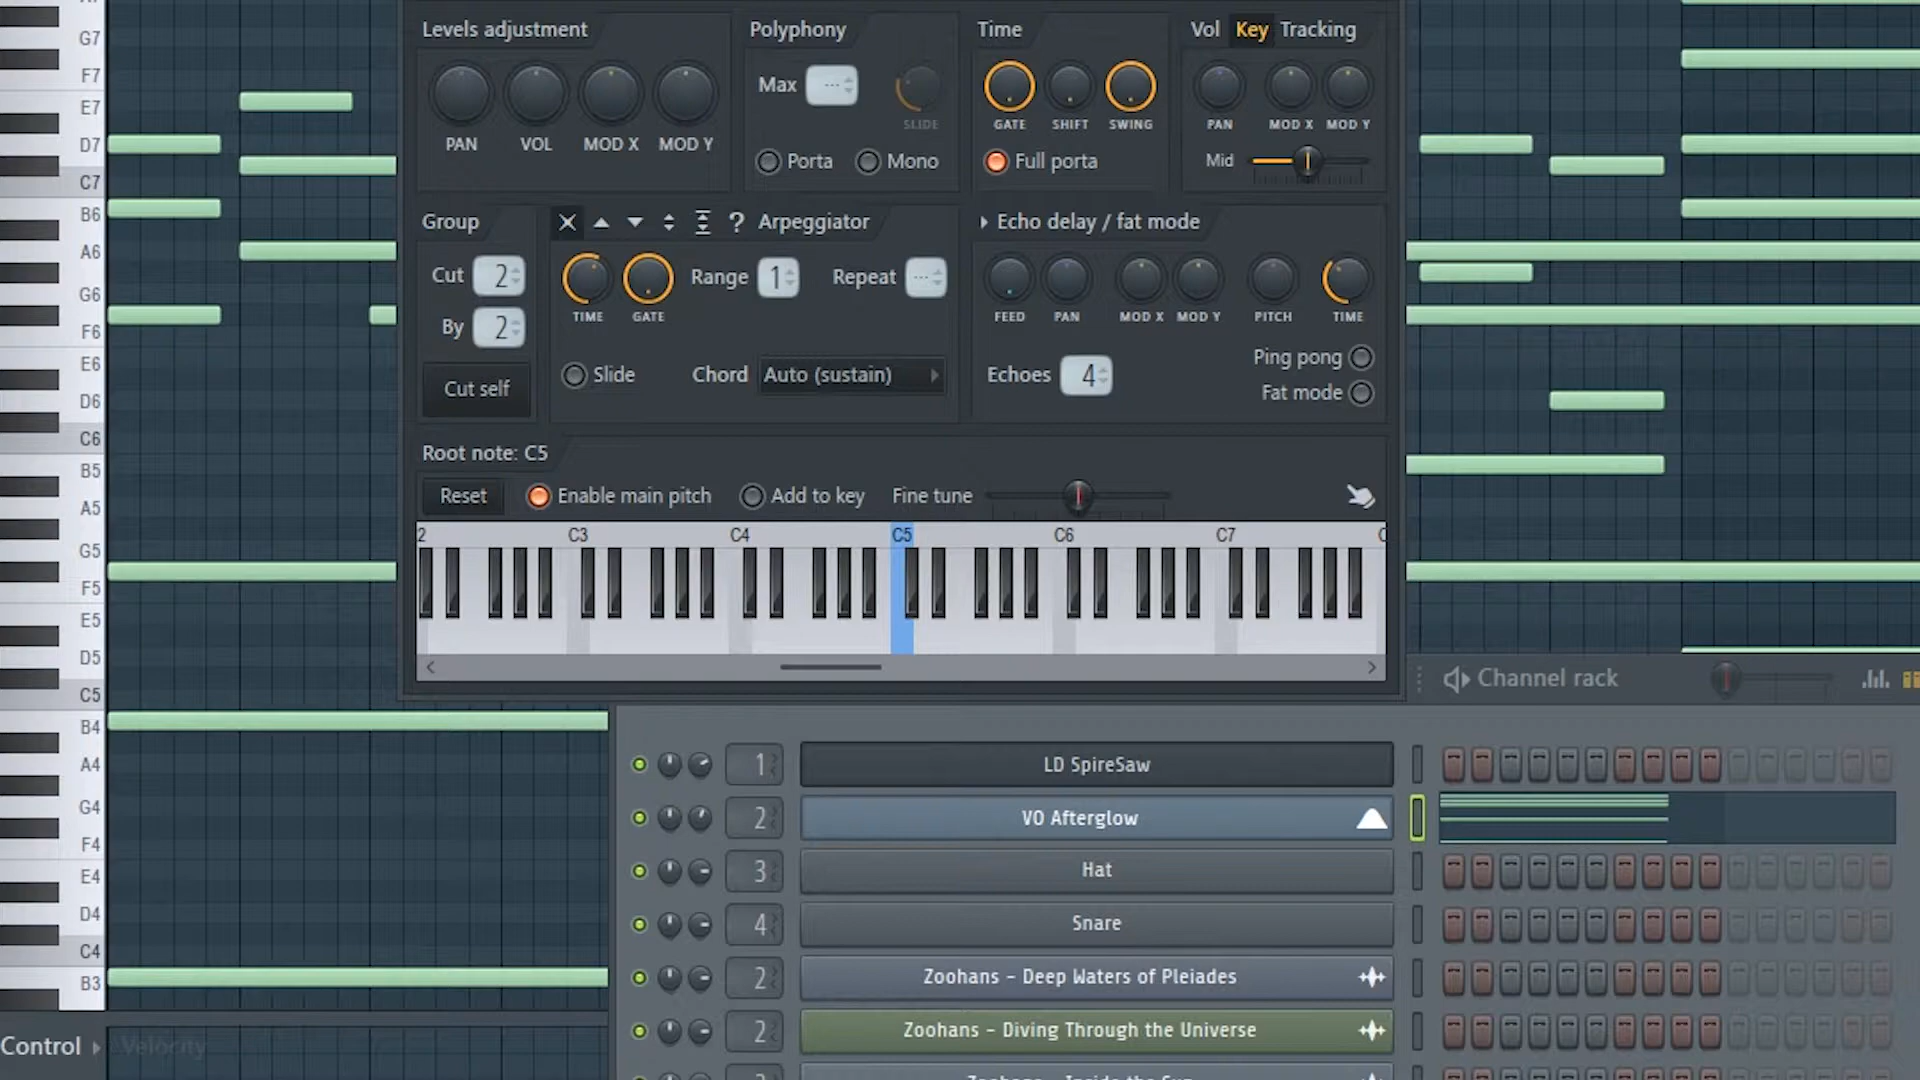 Levels adjustment
Polyphony
Time
Vol Key Tracking
PAN
VOL
MOD X
MOD Y
Max
SLIDE
Porta
Mono
GATE
SHIFT
SWING
Full porta
PAN
MOD X
MOD Y
Mid
Group
Cut 2
By 2
Cut self
? Arpeggiator
TIME
GATE
Range 1
Repeat ---
Slide
Chord Auto (sustain)
Echo delay / fat mode
FEED
PAN
MOD X
MOD Y
PITCH
TIME
Echoes 4
Ping pong
Fat mode
Root note: C5
Reset
Enable main pitch
Add to key
Fine tune
2
C3
C4
C5
C6
C7
G7
F7
E7
D7
C7
B6
A6
G6
F6
E6
D6
C6
B5
A5
G5
F5
E5
D5
C5
B4
A4
G4
F4
E4
D4
C4
B3
Control
Velocity
Channel rack
1 LD SpireSaw
2 VO Afterglow
3 Hat
4 Snare
2 Zoohans - Deep Waters of Pleiades
2 Zoohans - Diving Through the Universe